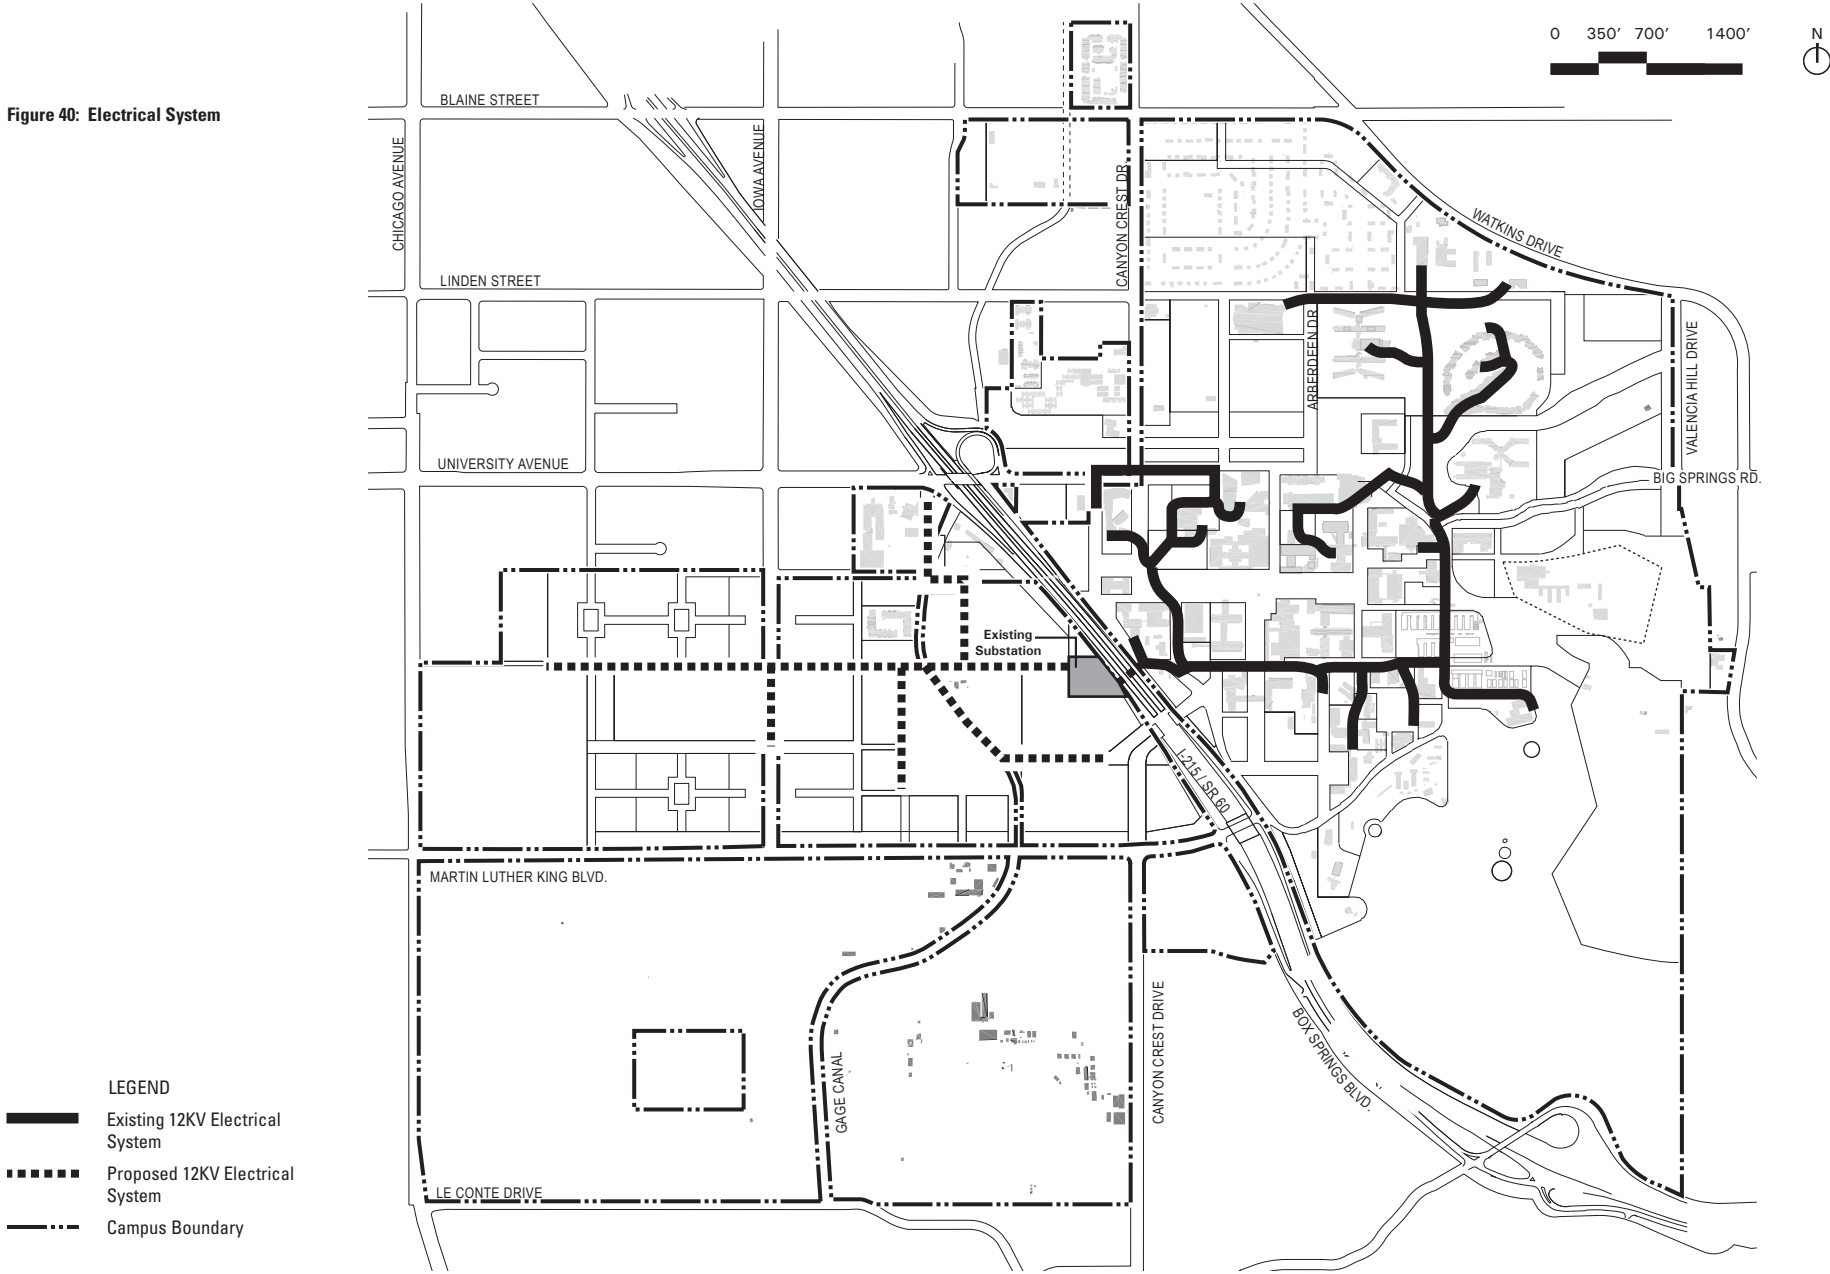 0 350’ 700’ 1400’
N
Figure 40: Electrical System
BLAINE STREET
CHICAGO AVENUE
IOWA AVENUE
CANYON CREST DR.
WATKINS DRIVE
LINDEN STREET
ARBERDEEN DR.
VALENCIA HILL DRIVE
UNIVERSITY AVENUE
BIG SPRINGS RD.
Existing
Substation
I-215 / SR 60
MARTIN LUTHER KING BLVD.
GAGE CANAL
CANYON CREST DRIVE
BOX SPRINGS BLVD.
LE CONTE DRIVE
LEGEND
Existing 12KV Electrical
System
Proposed 12KV Electrical
System
Campus Boundary